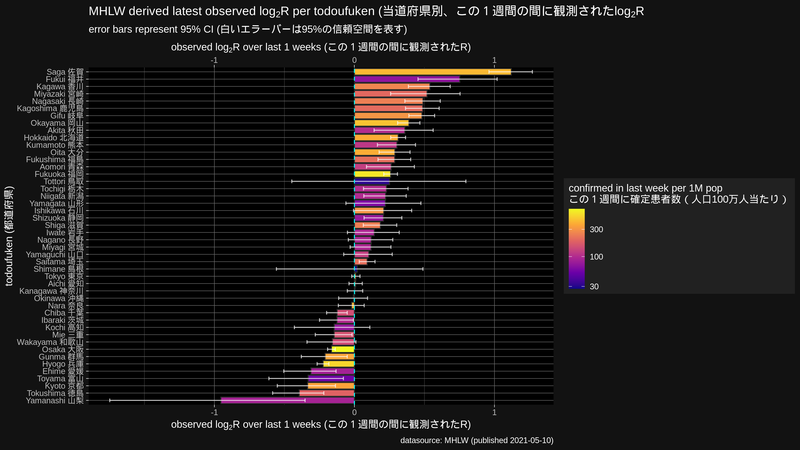 MHLW derived latest observed log2R per todoufuken (当道府県別、この１週間の間に観測されたlog2R
error bars represent 95% CI (白いエラーバーは95%の信頼空間を表す)
observed log2R over last 1 weeks (この１週間の間に観測されたR)
-1 0 1
todoufuken (都道府県)
Saga 佐賀
Fukui 福井
Kagawa 香川
Miyazaki 宮崎
Nagasaki 長崎
Kagoshima 鹿児島
Gifu 岐阜
Okayama 岡山
Akita 秋田
Hokkaido 北海道
Kumamoto 熊本
Oita 大分
Fukushima 福島
Aomori 青森
Fukuoka 福岡
Tottori 鳥取
Tochigi 栃木
Niigata 新潟
Yamagata 山形
Ishikawa 石川
Shizuoka 静岡
Shiga 滋賀
Iwate 岩手
Nagano 長野
Miyagi 宮城
Yamaguchi 山口
Saitama 埼玉
Shimane 島根
Tokyo 東京
Aichi 愛知
Kanagawa 神奈川
Okinawa 沖縄
Nara 奈良
Chiba 千葉
Ibaraki 茨城
Kochi 高知
Mie 三重
Wakayama 和歌山
Osaka 大阪
Gunma 群馬
Hyogo 兵庫
Ehime 愛媛
Toyama 富山
Kyoto 京都
Tokushima 徳島
Yamanashi 山梨
-1 0 1
observed log2R over last 1 weeks (この１週間の間に観測されたR)
confirmed in last week per 1M pop
この１週間に確定患者数 ( 人口100万人当たり )
300
100
30
datasource: MHLW (published 2021-05-10)